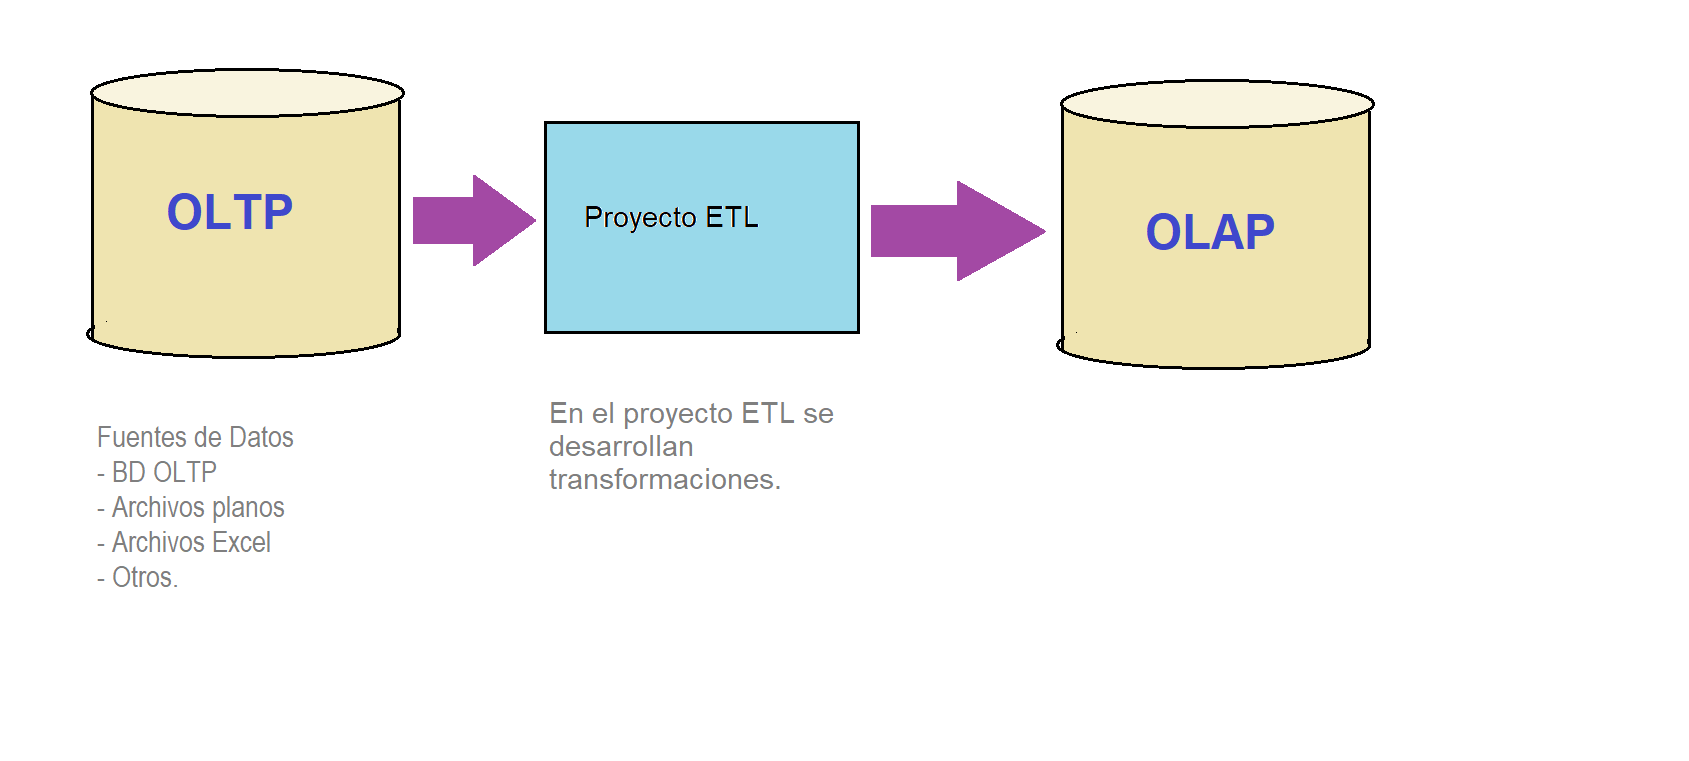 OLTP
Proyecto ETL
OLAP
Fuentes de Datos
- BD OLTP
- Archivos planos
- Archivos Excel
- Otros.
En el proyecto ETL se
desarrollan
transformaciones.